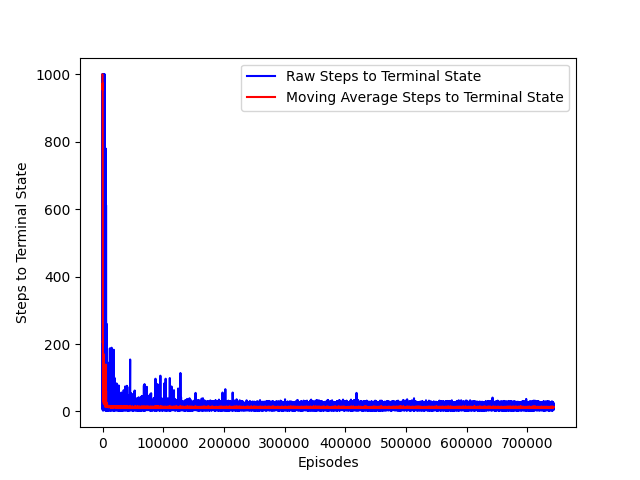 Raw Steps to Terminal State
Moving Average Steps to Terminal State
1000
800
600
400
200
0
Steps to Terminal State
0 100000 200000 300000 400000 500000 600000 700000
Episodes